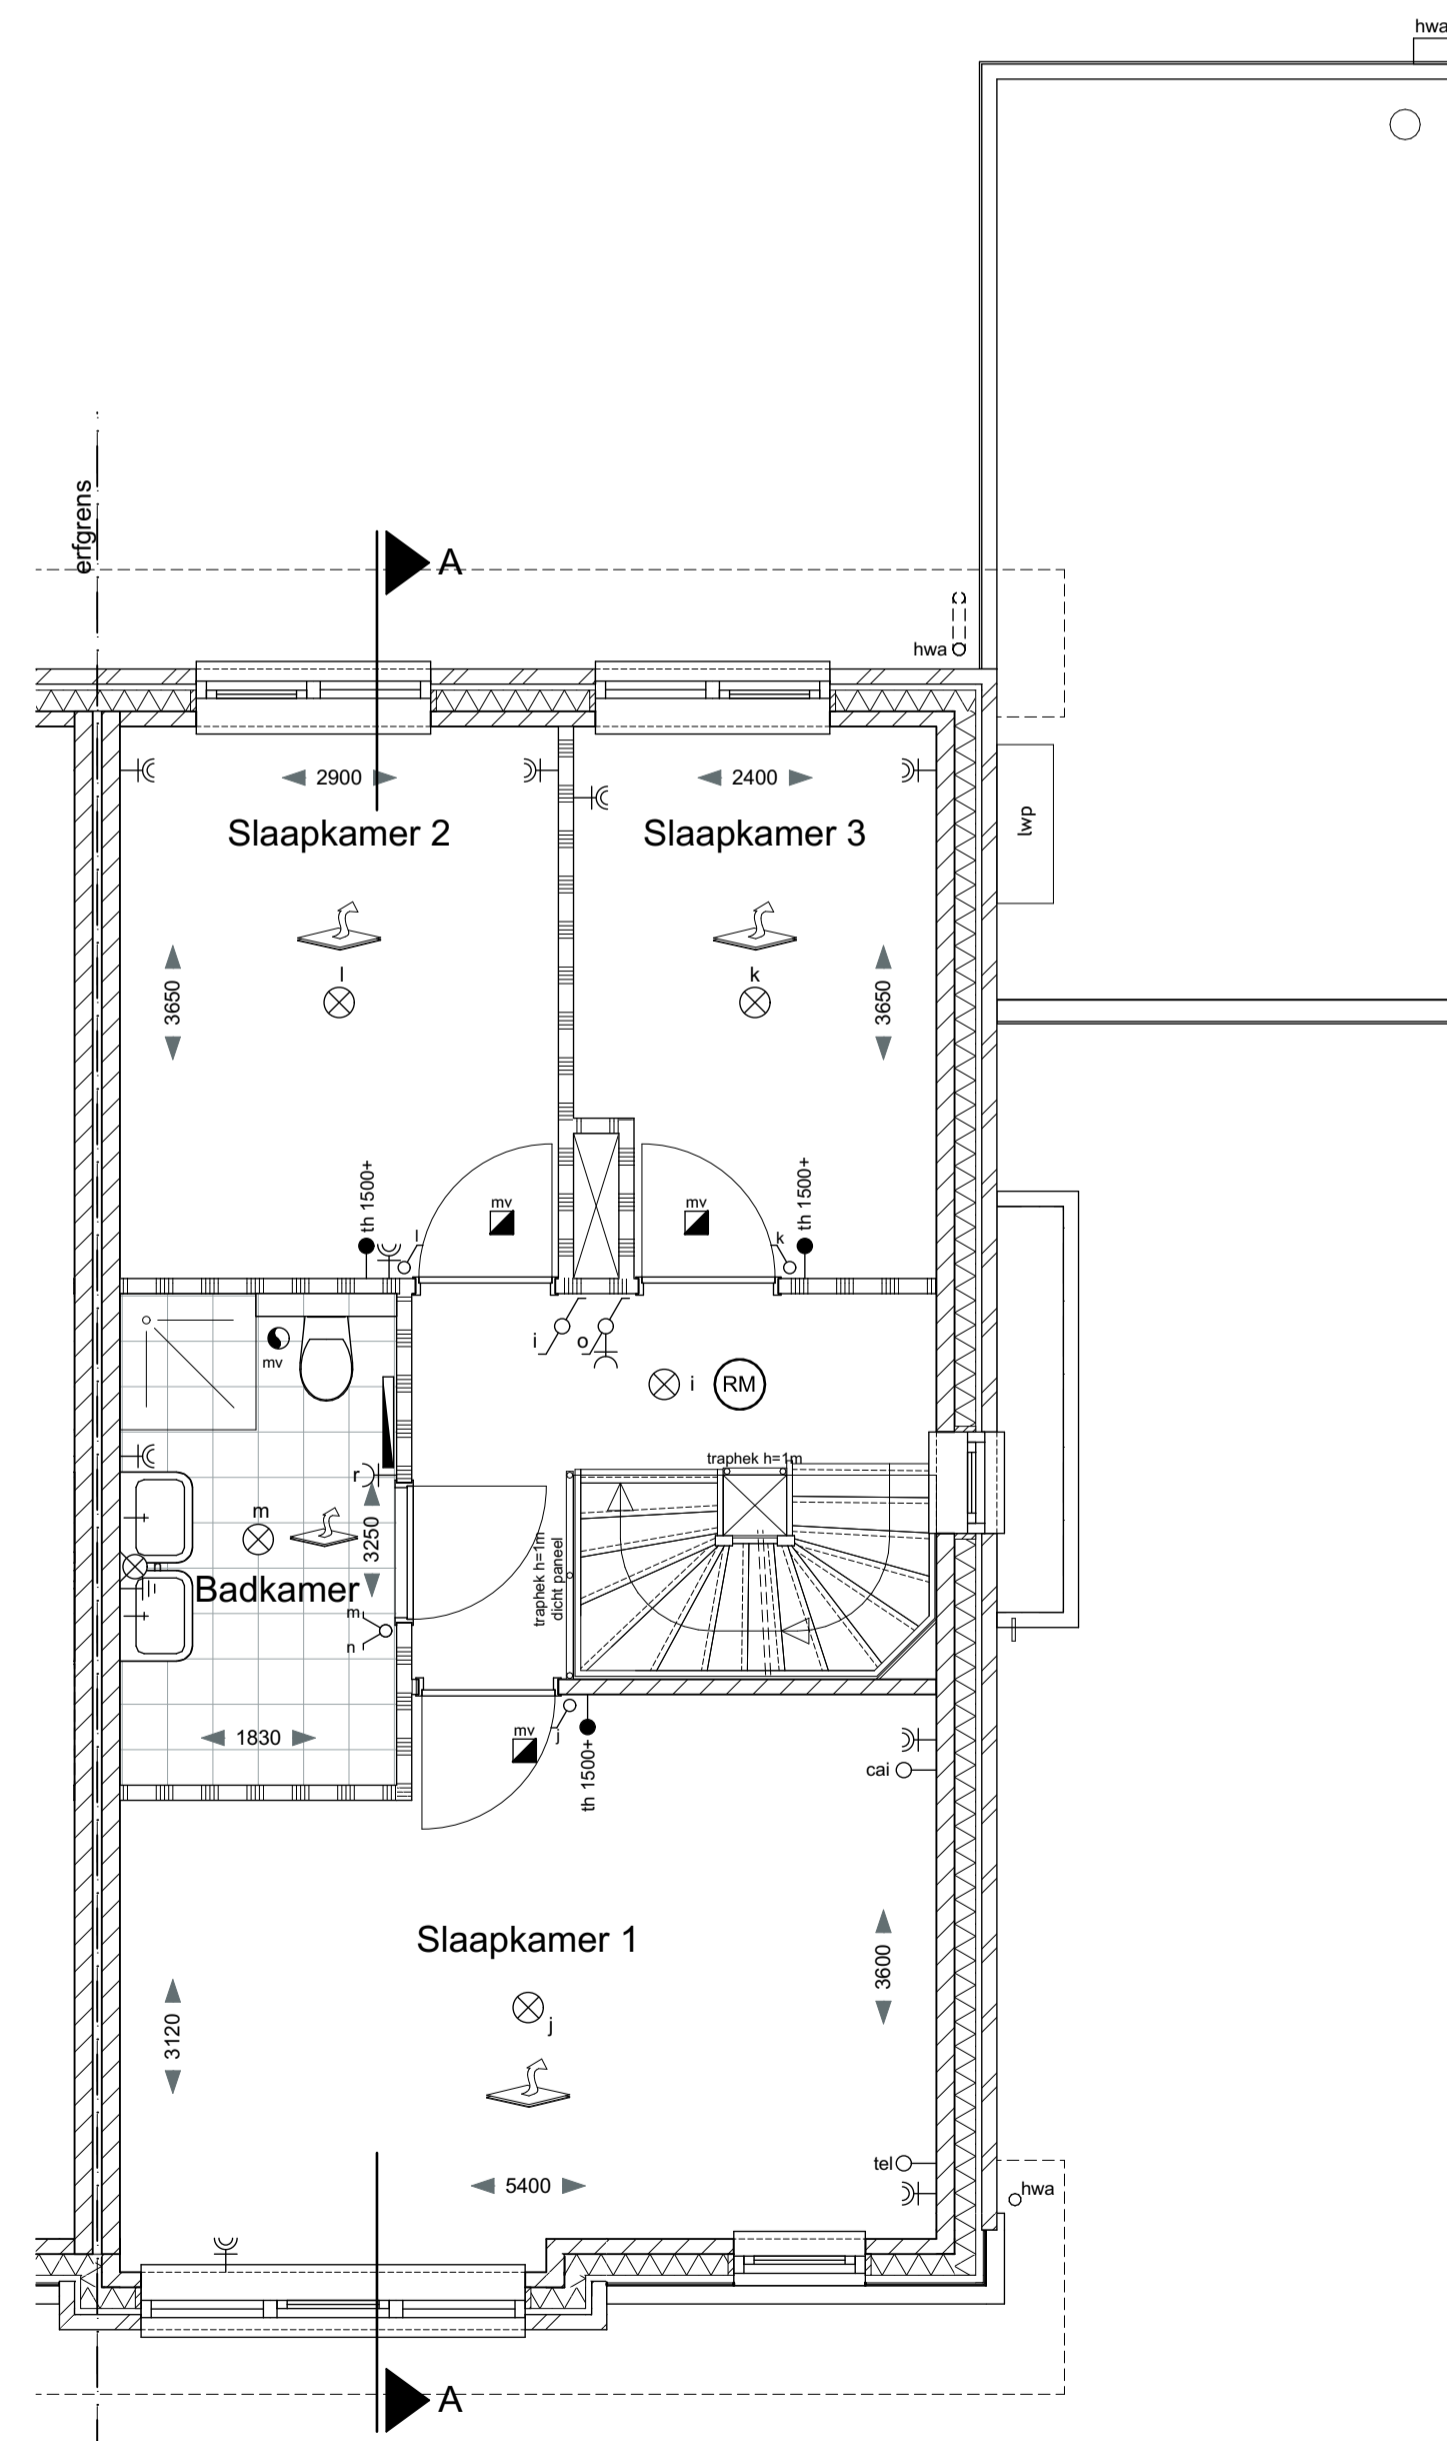 hwa
erfgrens
A
hwa
2900
2400
Slaapkamer 2
Slaapkamer 3
lwp
l
k
3650
3650
th 1500+
mv
mv
th 1500+
l
k
i
o
mv
i
RM
traphek h=1m
r
m
3250
n
traphek h=1m
dicht paneel
Badkamer
m
n
1830
mv
j
th 1500+
cai
Slaapkamer 1
3600
j
3120
tel
5400
hwa
A